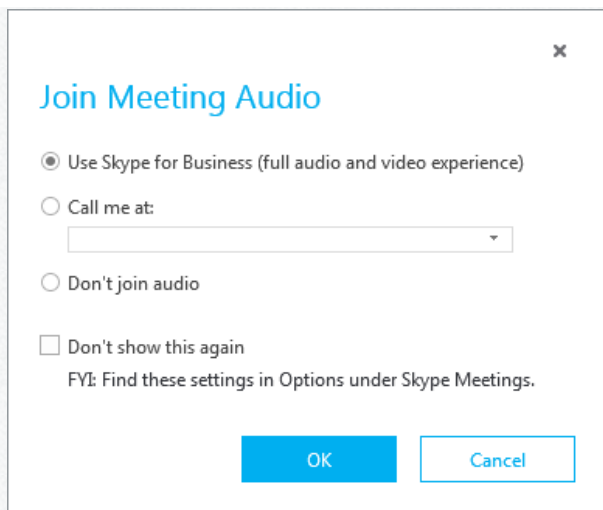 Join Meeting Audio
Use Skype for Business (full audio and video experience)
Call me at:
Don't join audio
Don't show this again
FYI: Find these settings in Options under Skype Meetings.
OK
Cancel